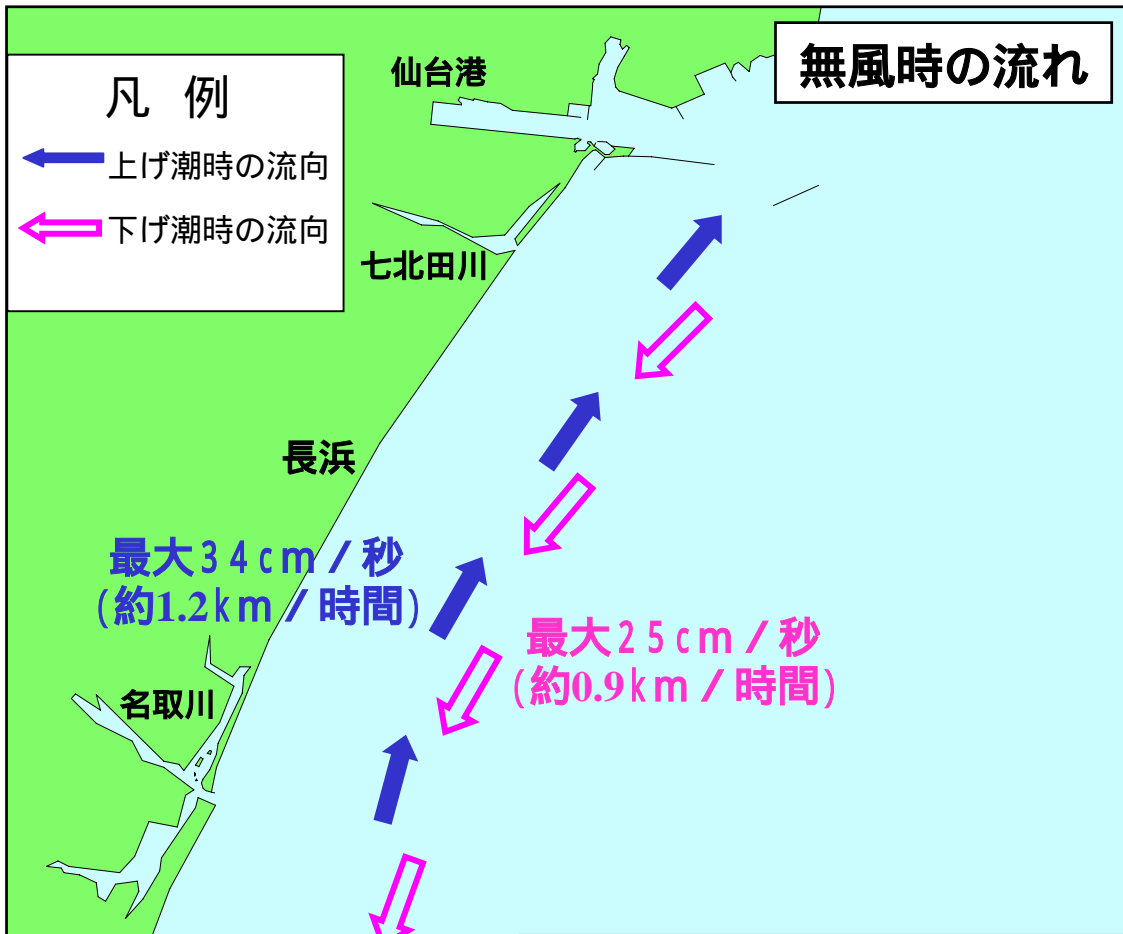 無風時の流れ
凡 例
上げ潮時の流向
下げ潮時の流向
仙台港
七北田川
長浜
最大34cm/秒
(約1.2km/時間)
最大25cm/秒
(約0.9km/時間)
名取川